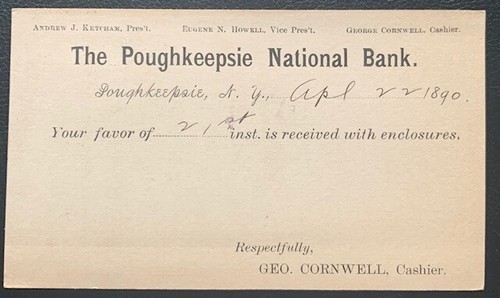 Andrew J. Ketcham, Pres't. Eugene N. Howell, Vice Pres't. George Cornwell, Cashier.
The Poughkeepsie National Bank.
Poughkeepsie, N. Y., Apl 22 1890.
Your favor of 21st inst. is received with enclosures.
Respectfully,
GEO. CORNWELL, Cashier.